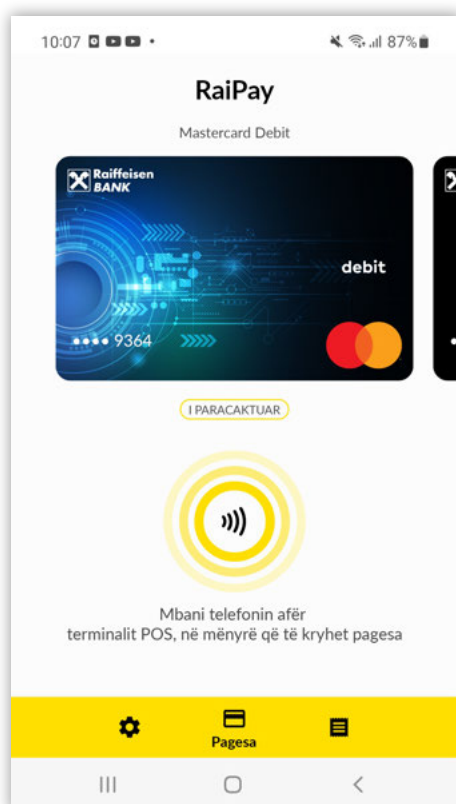 10:07
87%
RaiPay
Mastercard Debit
Raiffeisen
BANK
debit
•••• 9364
I PARACAKTUAR
Mbani telefonin afër
terminalit POS, në mënyrë që të kryhet pagesa
Pagesa